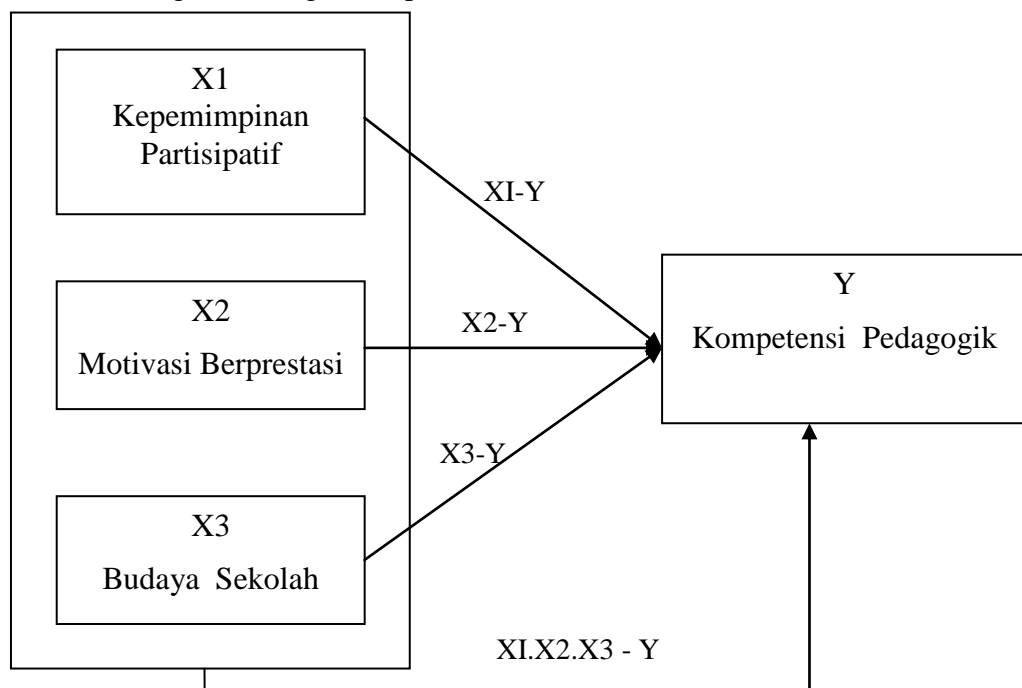 X1
Kepemimpinan
Partisipatif
XI-Y
X2
Motivasi Berprestasi
X2-Y
Y
Kompetensi Pedagogik
X3-Y
X3
Budaya Sekolah
XI.X2.X3 - Y